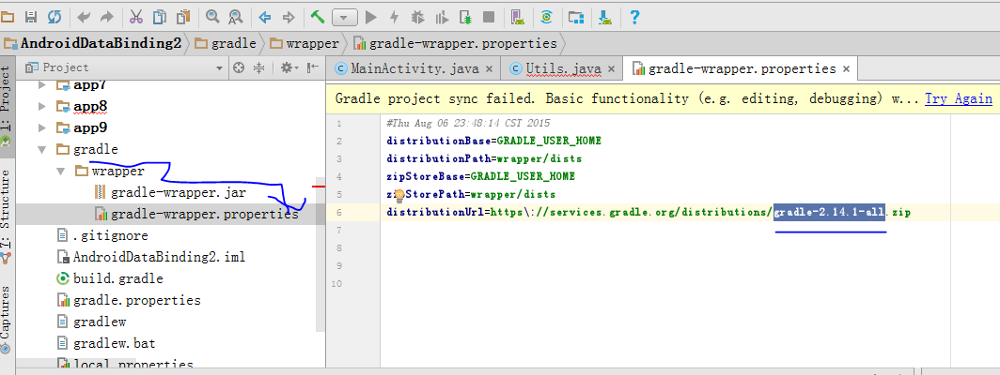 AndroidDataBinding2 gradle wrapper gradle-wrapper.properties
1: Project
7: Structure
Captures
Project
app7
app8
app9
gradle
wrapper
gradle-wrapper.jar
gradle-wrapper.properties
.gitignore
AndroidDataBinding2.iml
build.gradle
gradle.properties
gradlew
gradlew.bat
local.properties
MainActivity.java × Utils.java × gradle-wrapper.properties ×
Gradle project sync failed. Basic functionality (e.g. editing, debugging) w... Try Again
1 #Thu Aug 06 23:48:14 CST 2015
2 distributionBase=GRADLE_USER_HOME
3 distributionPath=wrapper/dists
4 zipStoreBase=GRADLE_USER_HOME
5 zipStorePath=wrapper/dists
6 distributionUrl=https\://services.gradle.org/distributions/gradle-2.14.1-all.zip
7
8
9
10